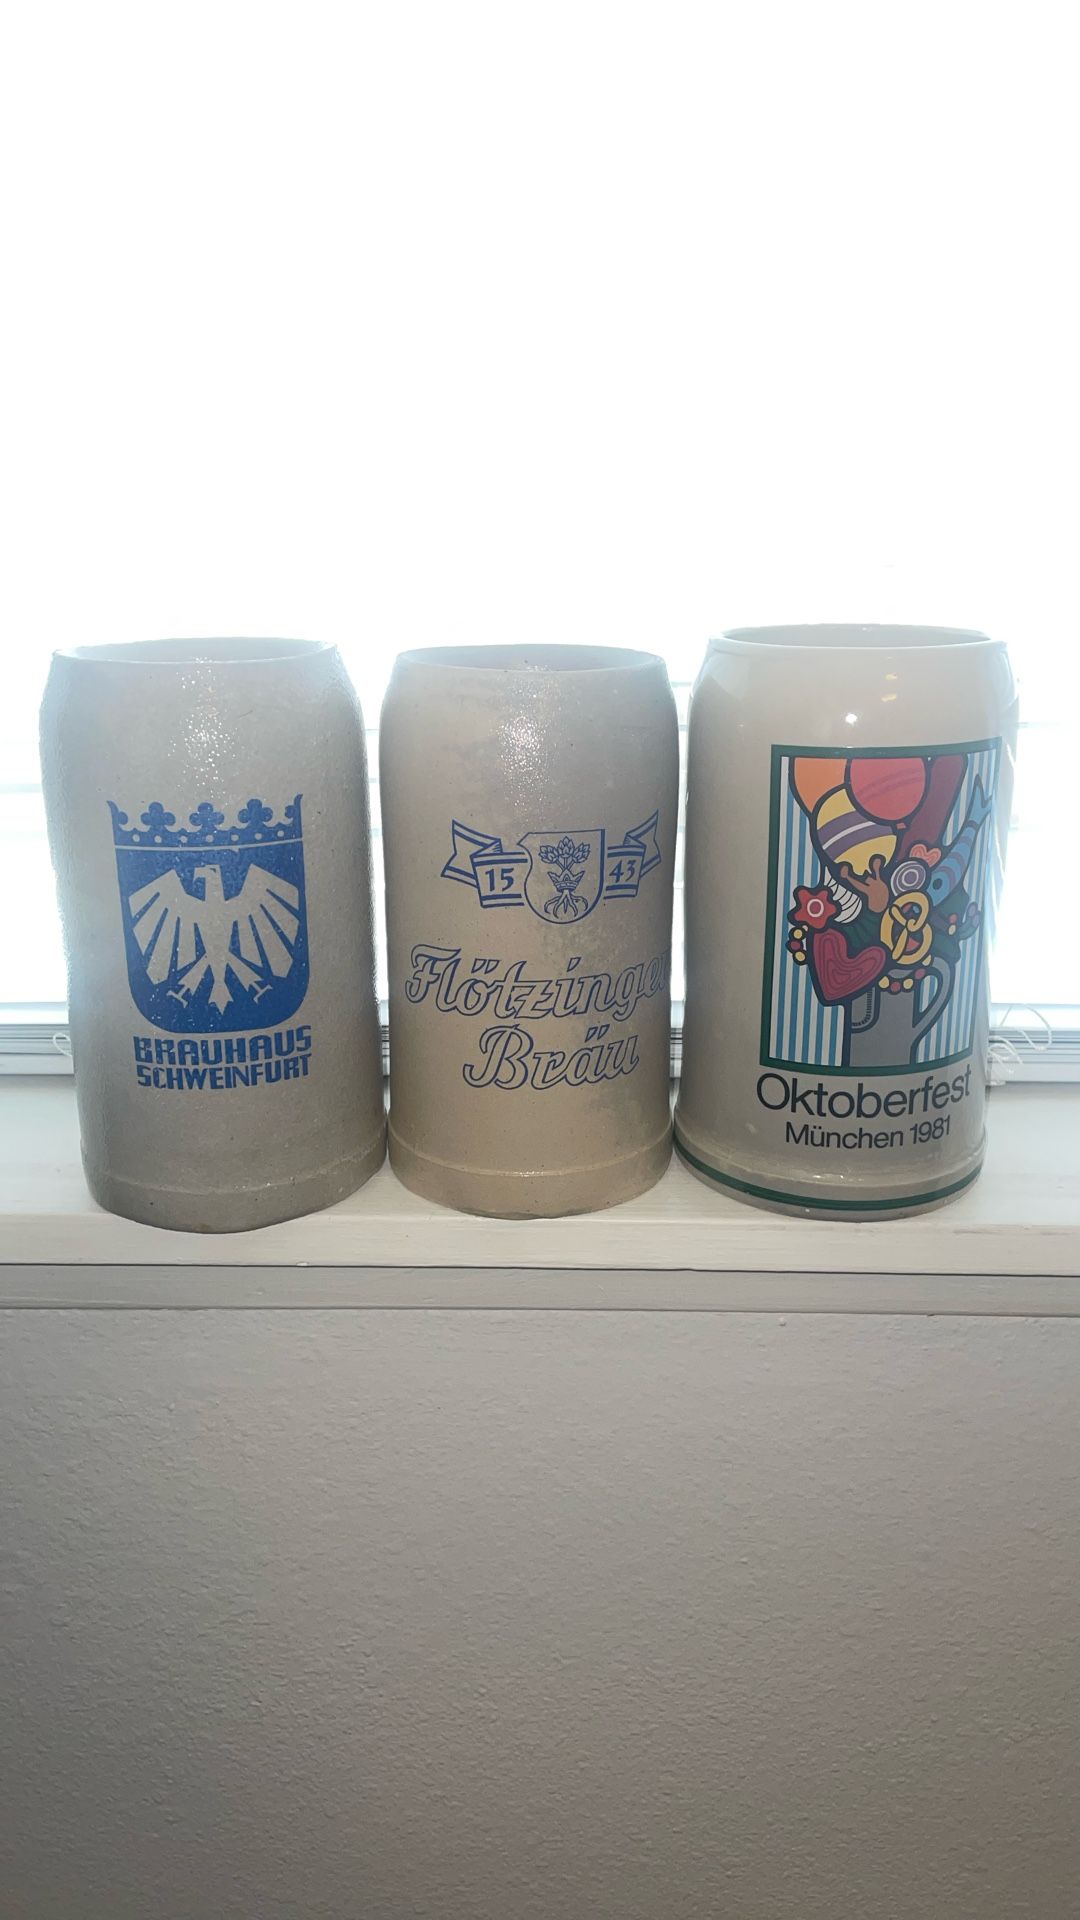 BRAUHAUS
SCHWEINFURT
15 43
Flötzinger
Bräu
Oktoberfest
München 1981